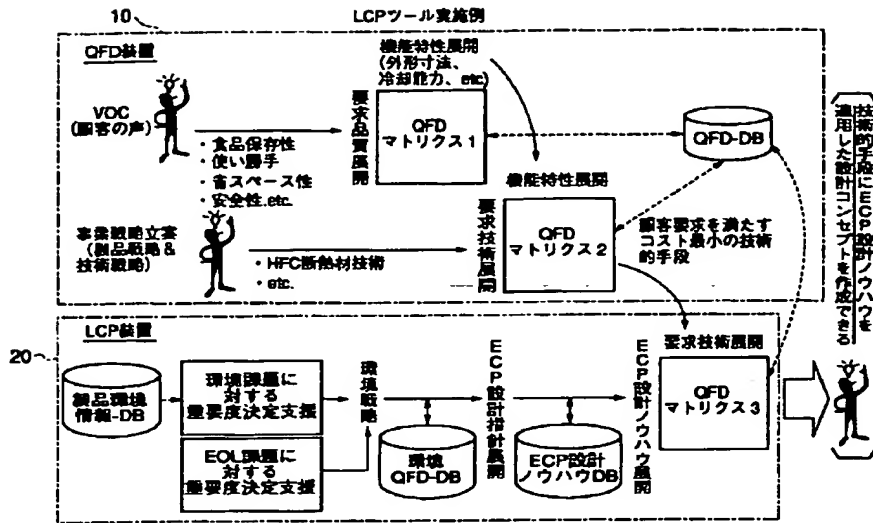 LCPツール実施例
10
QFD装置
VOC
(顧客の声)
・食品保存性
・使い勝手
・省スペース性
・安全性.etc.
要求品質展開
機能特性展開
(外形寸法、
冷却能力、etc)
QFD
マトリクス1
QFD-DB
事業戦略立案
(製品戦略&
技術戦略)
・HFC断熱材技術
・etc.
要求技術展開
機能特性展開
QFD
マトリクス2
顧客要求を満たす
コスト最小の技術
的手段
技術的手段にECP設計ノウハウを
適用した設計コンセプトを作成できる
20
LCP装置
製品環境
情報-DB
環境課題に
対する
重要度決定支援
EOL課題に
対する
重要度決定支援
環境戦略
環境
QFD-DB
ECP設計指針展開
ECP設計
ノウハウDB
ECP設計ノウハウ展開
要求技術展開
QFD
マトリクス3